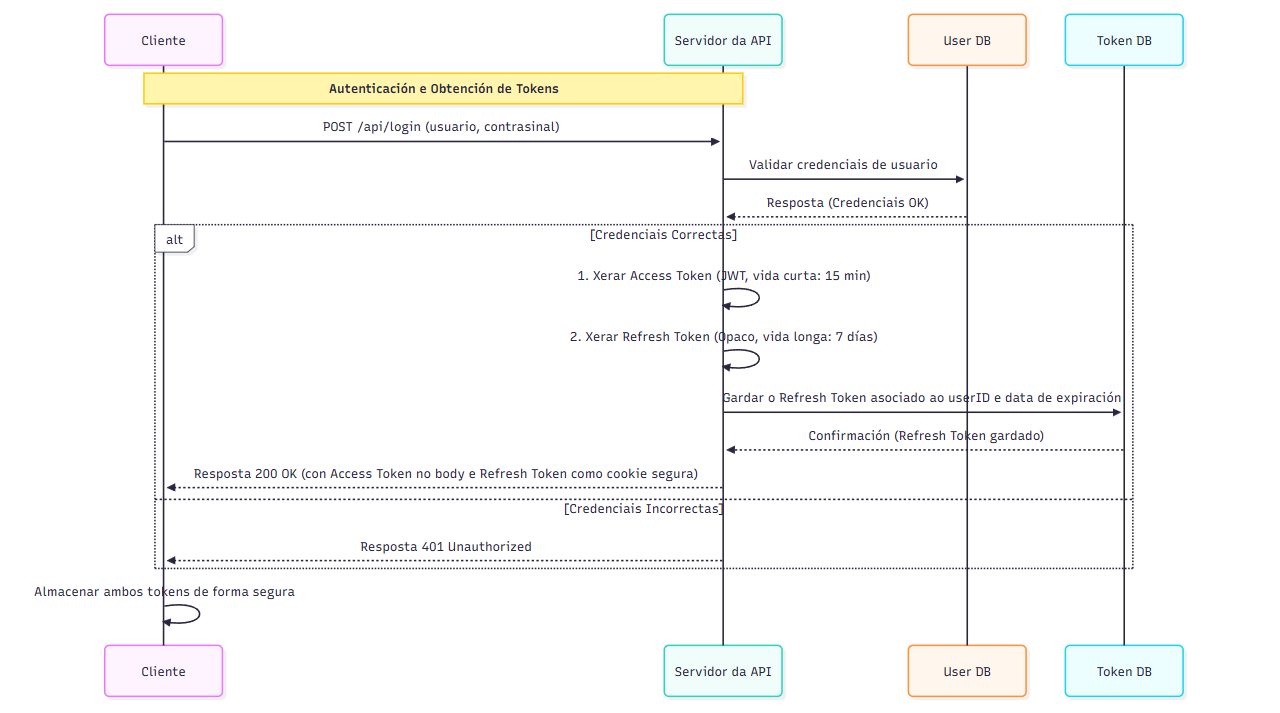 Cliente
Servidor da API
User DB
Token DB
Autenticación e Obtención de Tokens
POST /api/login (usuario, contrasinal)
Validar credenciais de usuario
Resposta (Credenciais OK)
alt
[Credenciais Correctas]
1. Xerar Access Token (JWT, vida curta: 15 min)
2. Xerar Refresh Token (Opaco, vida longa: 7 días)
Gardar o Refresh Token asociado ao userID e data de expiración
Confirmación (Refresh Token gardado)
Resposta 200 OK (con Access Token no body e Refresh Token como cookie segura)
[Credenciais Incorrectas]
Resposta 401 Unauthorized
Almacenar ambos tokens de forma segura
Cliente
Servidor da API
User DB
Token DB